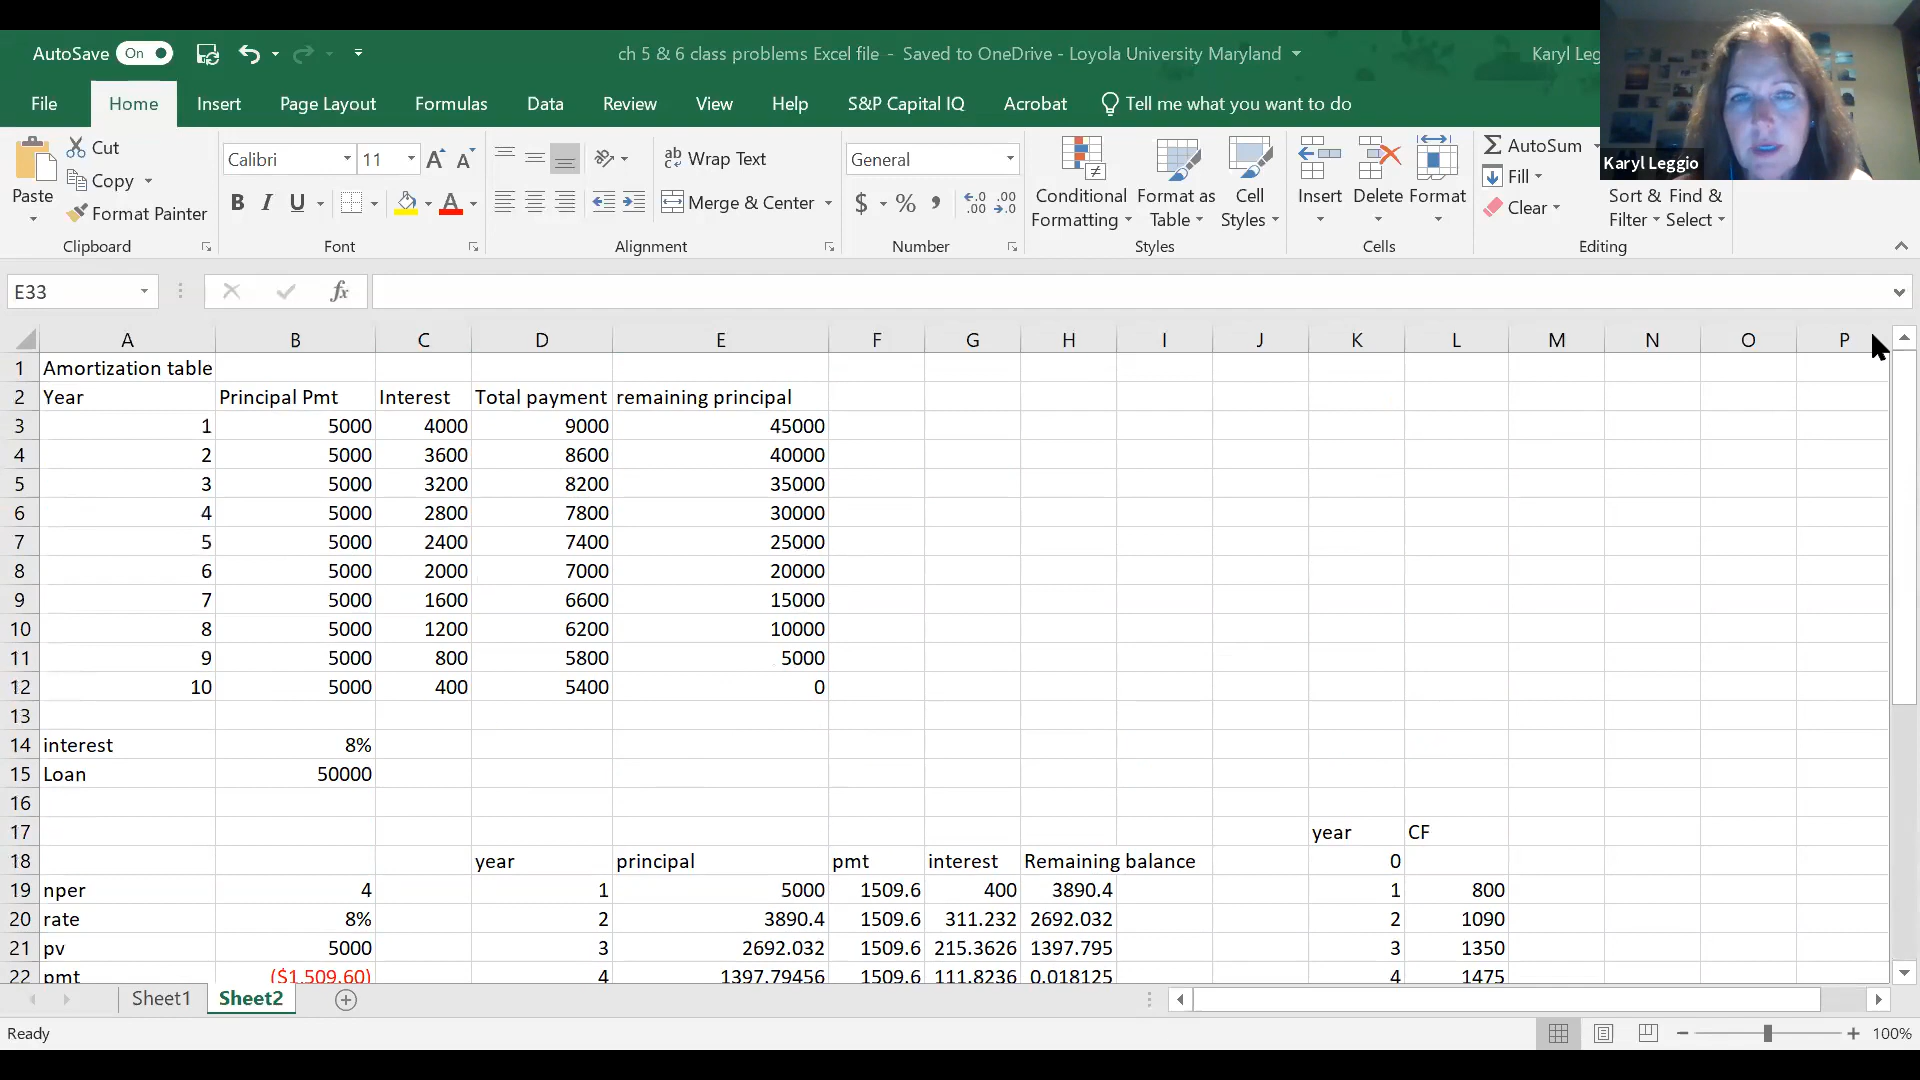 AutoSave On ch 5 & 6 class problems Excel file - Saved to OneDrive - Loyola University Maryland Karyl Leg
File Home Insert Page Layout Formulas Data Review View Help S&P Capital IQ Acrobat Tell me what you want to do
Karyl Leggio
Paste Cut Copy Format Painter Clipboard
Calibri 11 A A B I U A Font
ab Wrap Text Merge & Center Alignment
General $ % , Number
Conditional Formatting Format as Table Cell Styles Styles
Insert Delete Format Cells
AutoSum Fill Clear Sort & Filter Find & Select Editing
E33 fx
A B C D E F G H I J K L M N O P
1 Amortization table
2 Year Principal Pmt Interest Total payment remaining principal
3 1 5000 4000 9000 45000
4 2 5000 3600 8600 40000
5 3 5000 3200 8200 35000
6 4 5000 2800 7800 30000
7 5 5000 2400 7400 25000
8 6 5000 2000 7000 20000
9 7 5000 1600 6600 15000
10 8 5000 1200 6200 10000
11 9 5000 800 5800 5000
12 10 5000 400 5400 0
13
14 interest 8%
15 Loan 50000
16
17 year CF
18 year principal pmt interest Remaining balance 0
19 nper 4 1 5000 1509.6 400 3890.4 1 800
20 rate 8% 2 3890.4 1509.6 311.232 2692.032 2 1090
21 pv 5000 3 2692.032 1509.6 215.3626 1397.795 3 1350
22 pmt ($1,509.60) 4 1397.79456 1509.6 111.8236 0.018125 4 1475
Sheet1 Sheet2
Ready 100%